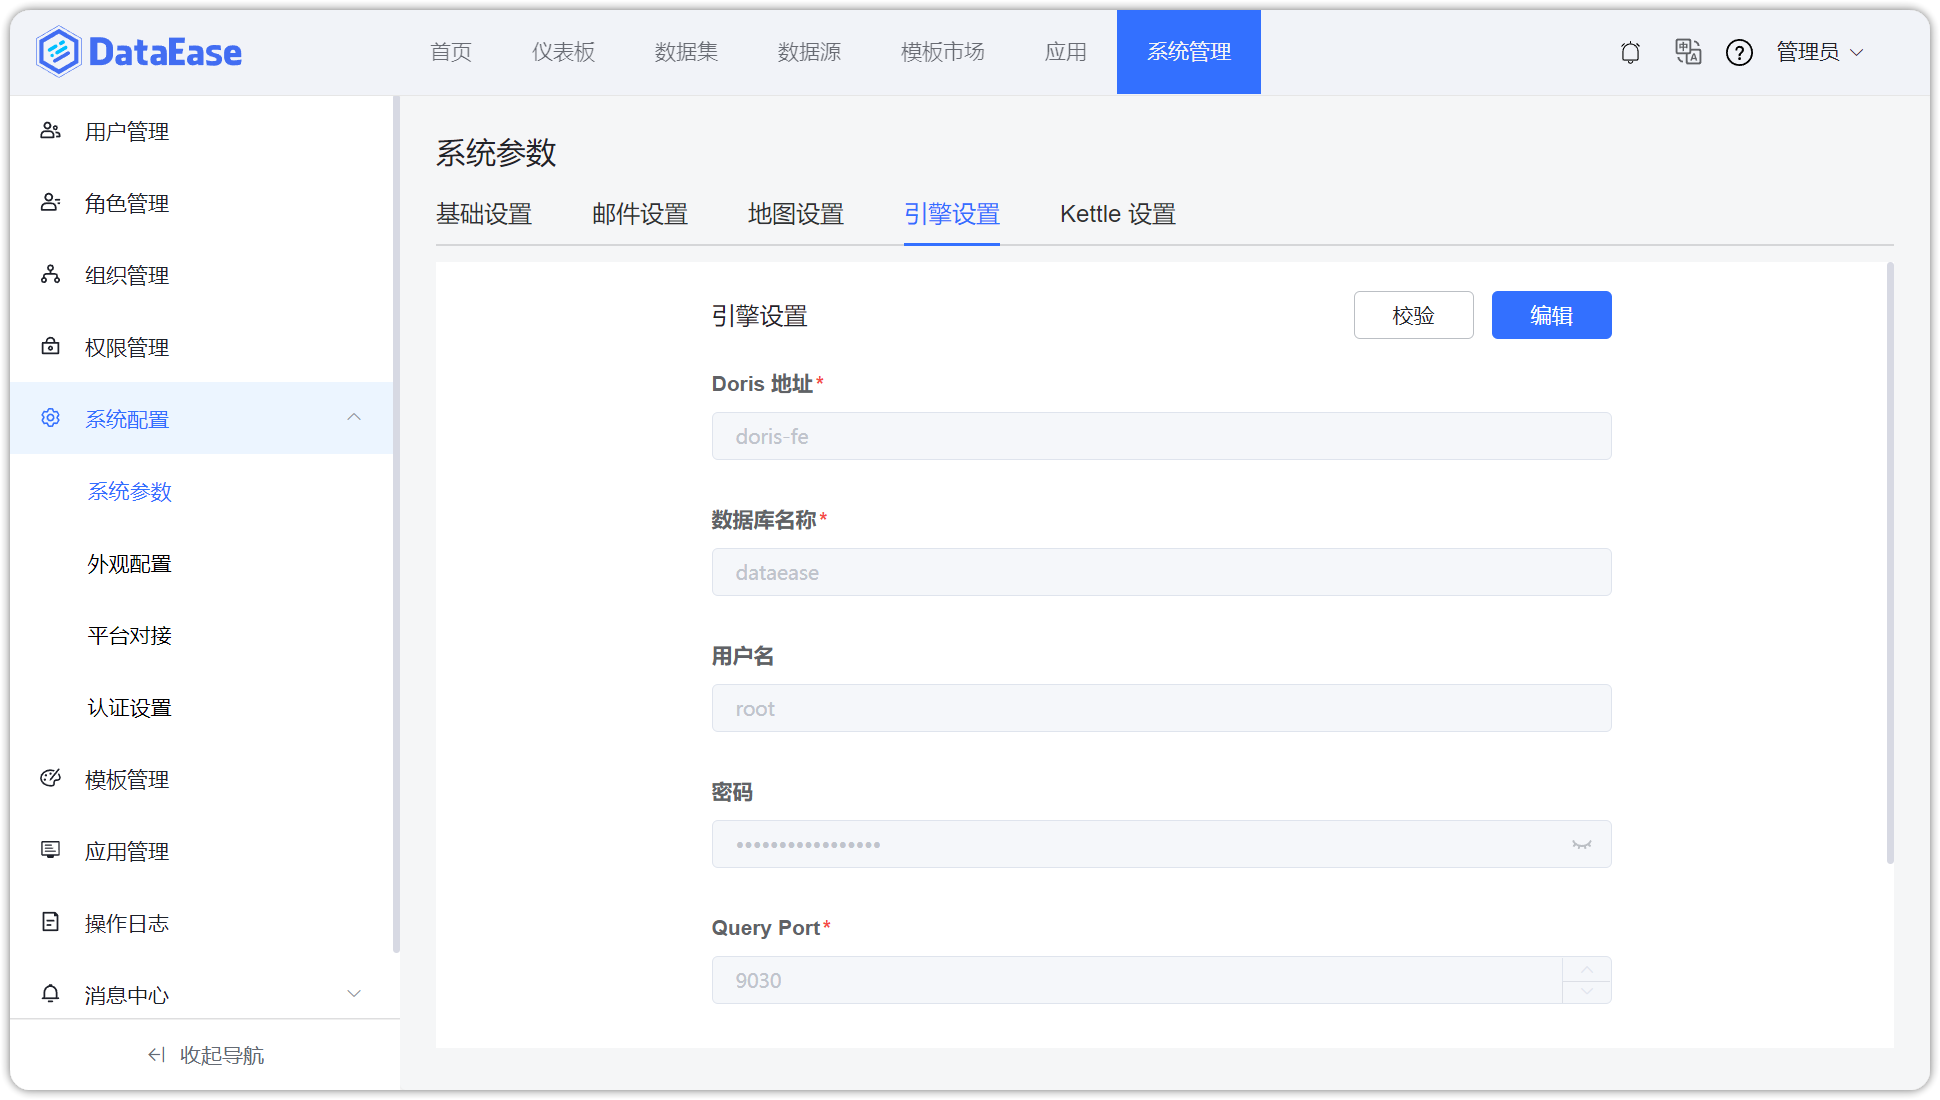 DataEase
首页 仪表板 数据集 数据源 模板市场 应用 系统管理 管理员
用户管理
角色管理
组织管理
权限管理
系统配置
系统参数
外观配置
平台对接
认证设置
模板管理
应用管理
操作日志
消息中心
收起导航
系统参数
基础设置 邮件设置 地图设置 引擎设置 Kettle 设置
引擎设置 校验 编辑
Doris 地址*
doris-fe
数据库名称*
dataease
用户名
root
密码
•••••••••••••••••
Query Port*
9030